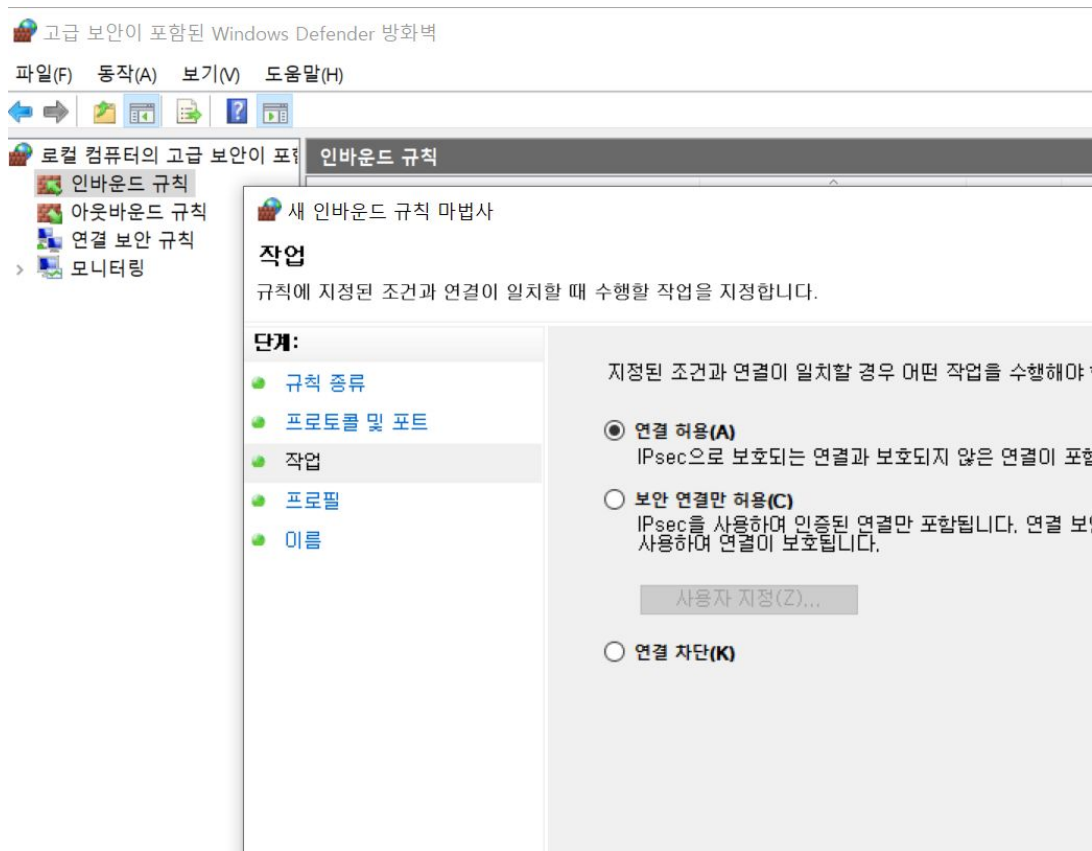 고급 보안이 포함된 Windows Defender 방화벽
파일(F) 동작(A) 보기(V) 도움말(H)
로컬 컴퓨터의 고급 보안이
인바운드 규칙
인바운드 규칙
아웃바운드 규칙
연결 보안 규칙
모니터링
새 인바운드 규칙 마법사
작업
규칙에 지정된 조건과 연결이 일치할 때 수행할 작업을 지정합니다.
단계:
규칙 종류
프로토콜 및 포트
작업
프로필
이름
지정된 조건과 연결이 일치할 경우 어떤 작업을 수행해야
연결 허용(A)
IPsec으로 보호되는 연결과 보호되지 않은 연결이
보안 연결만 허용(C)
IPsec을 사용하여 인증된 연결만 포함됩니다. 연결
사용하여 연결이 보호됩니다.
사용자 지정(Z)...
연결 차단(K)